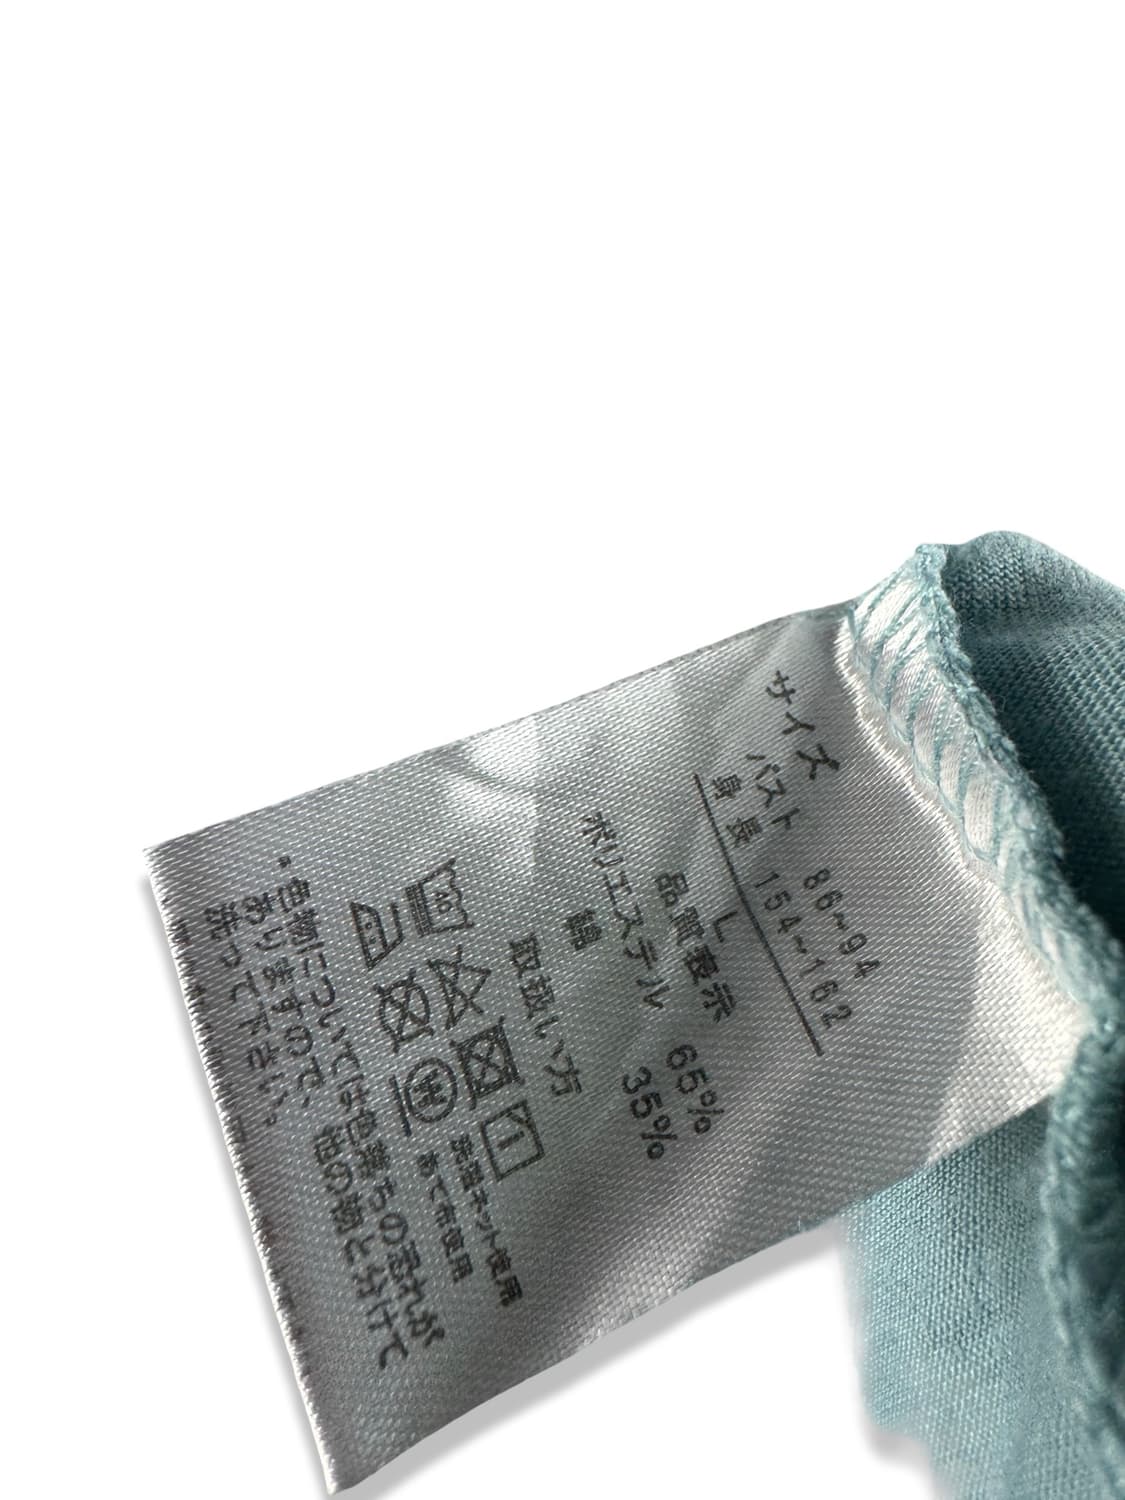 サイズ
バスト 86~94
身長 154~162
L
品質表示
ポリエステル 65%
綿 35%
取扱い方
40
お洗濯ネット使用
あて布使用
・色物については色落ちの恐れが
ありますので、他の物と分けて
洗って下さい。